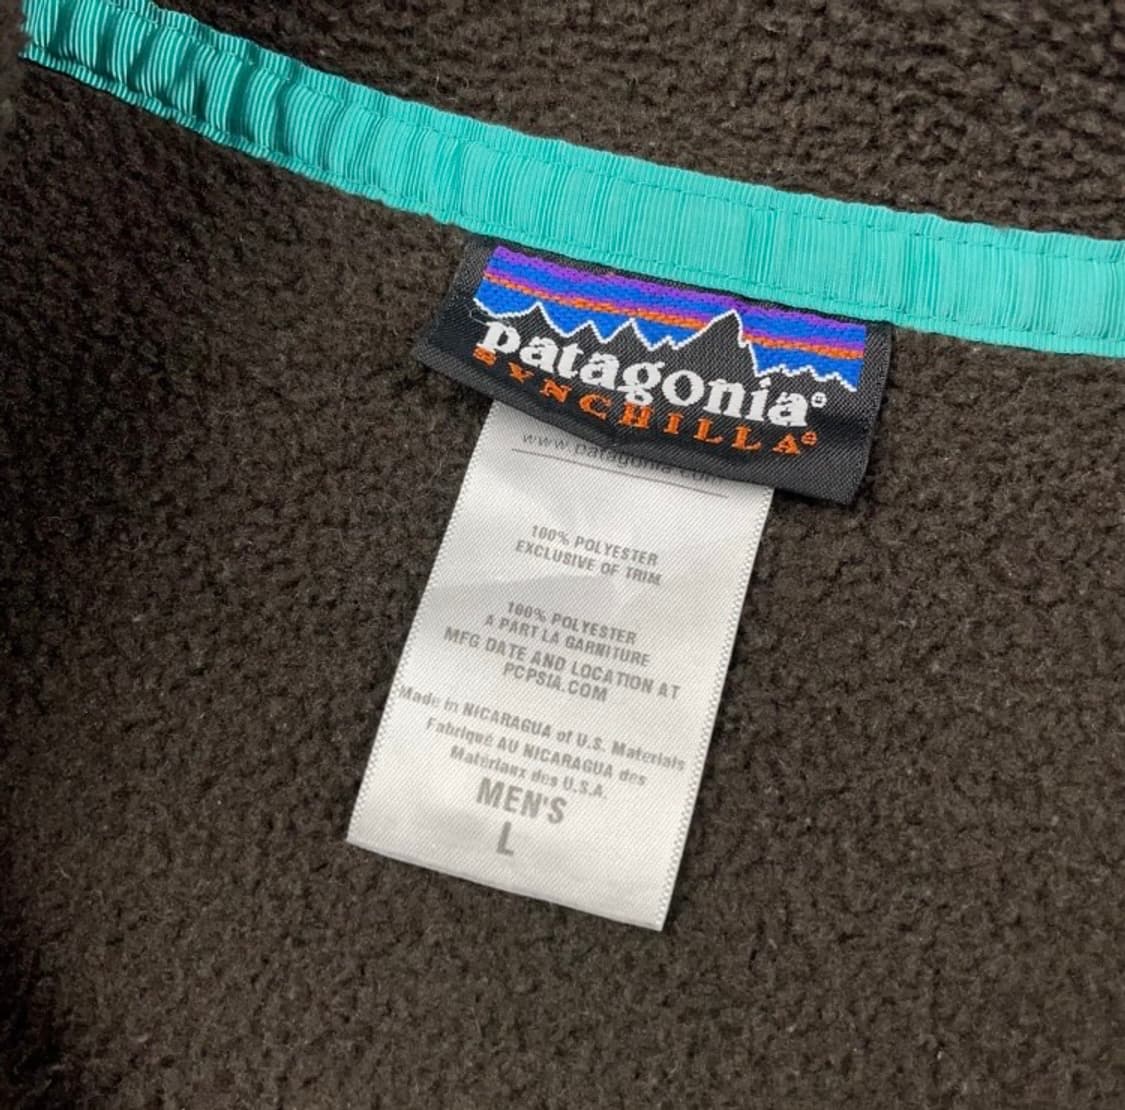 patagonia®
SYNCHILLA®
www.patagonia.com
100% POLYESTER
EXCLUSIVE OF TRIM
100% POLYESTER
A PART LA GARNITURE
MFG DATE AND LOCATION AT
PCPSIA.COM
Made in NICARAGUA of U.S. Materials
Fabriqué AU NICARAGUA des
Matériaux des U.S.A.
MEN'S
L